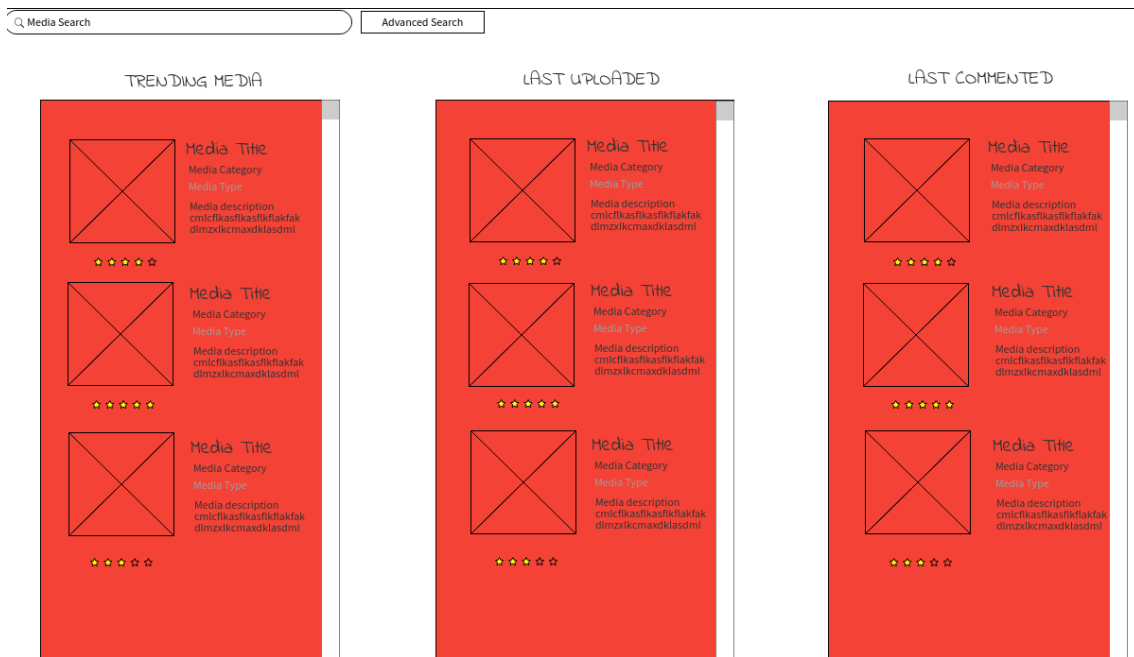 Media Search
Advanced Search
TRENDING MEDIA
Media Title
Media Category
Media Type
Media description
cmlcflkasflkasflkflakfak
dlmzxlkcmaxdklasdml
Media Title
Media Category
Media Type
Media description
cmlcflkasflkasflkflakfak
dlmzxlkcmaxdklasdml
Media Title
Media Category
Media Type
Media description
cmlcflkasflkasflkflakfak
dlmzxlkcmaxdklasdml
LAST UPLOADED
Media Title
Media Category
Media Type
Media description
cmlcflkasflkasflkflakfak
dlmzxlkcmaxdklasdml
Media Title
Media Category
Media Type
Media description
cmlcflkasflkasflkflakfak
dlmzxlkcmaxdklasdml
Media Title
Media Category
Media Type
Media description
cmlcflkasflkasflkflakfak
dlmzxlkcmaxdklasdml
LAST COMMENTED
Media Title
Media Category
Media Type
Media description
cmlcflkasflkasflkflakfak
dlmzxlkcmaxdklasdml
Media Title
Media Category
Media Type
Media description
cmlcflkasflkasflkflakfak
dlmzxlkcmaxdklasdml
Media Title
Media Category
Media Type
Media description
cmlcflkasflkasflkflakfak
dlmzxlkcmaxdklasdml